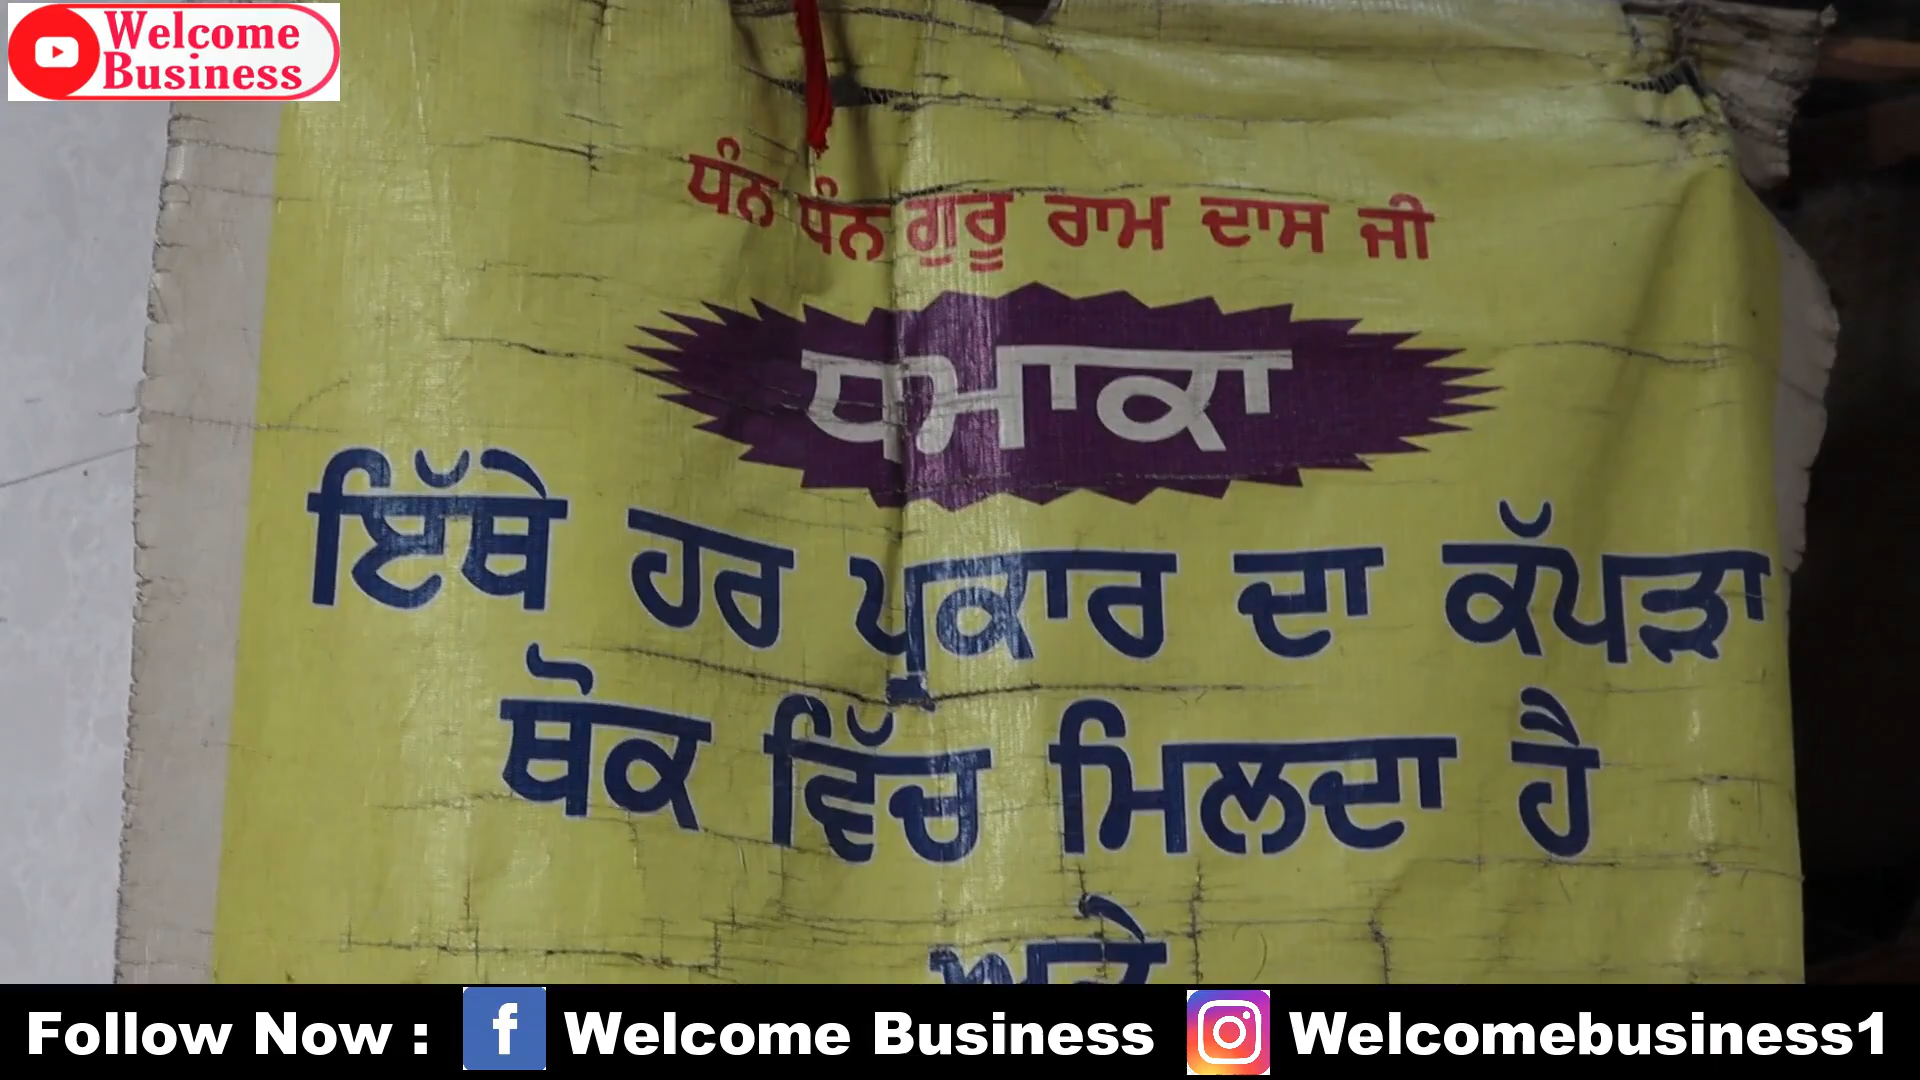 Welcome
Business
ਧੰਨ ਧੰਨ ਗੁਰੂ ਰਾਮ ਦਾਸ ਜੀ
ਧਮਾਕਾ
ਇੱਥੇ ਹਰ ਪ੍ਰਕਾਰ ਦਾ ਕੱਪੜਾ
ਥੋਕ ਵਿੱਚ ਮਿਲਦਾ ਹੈ
Follow Now : f Welcome Business Welcomebusiness1